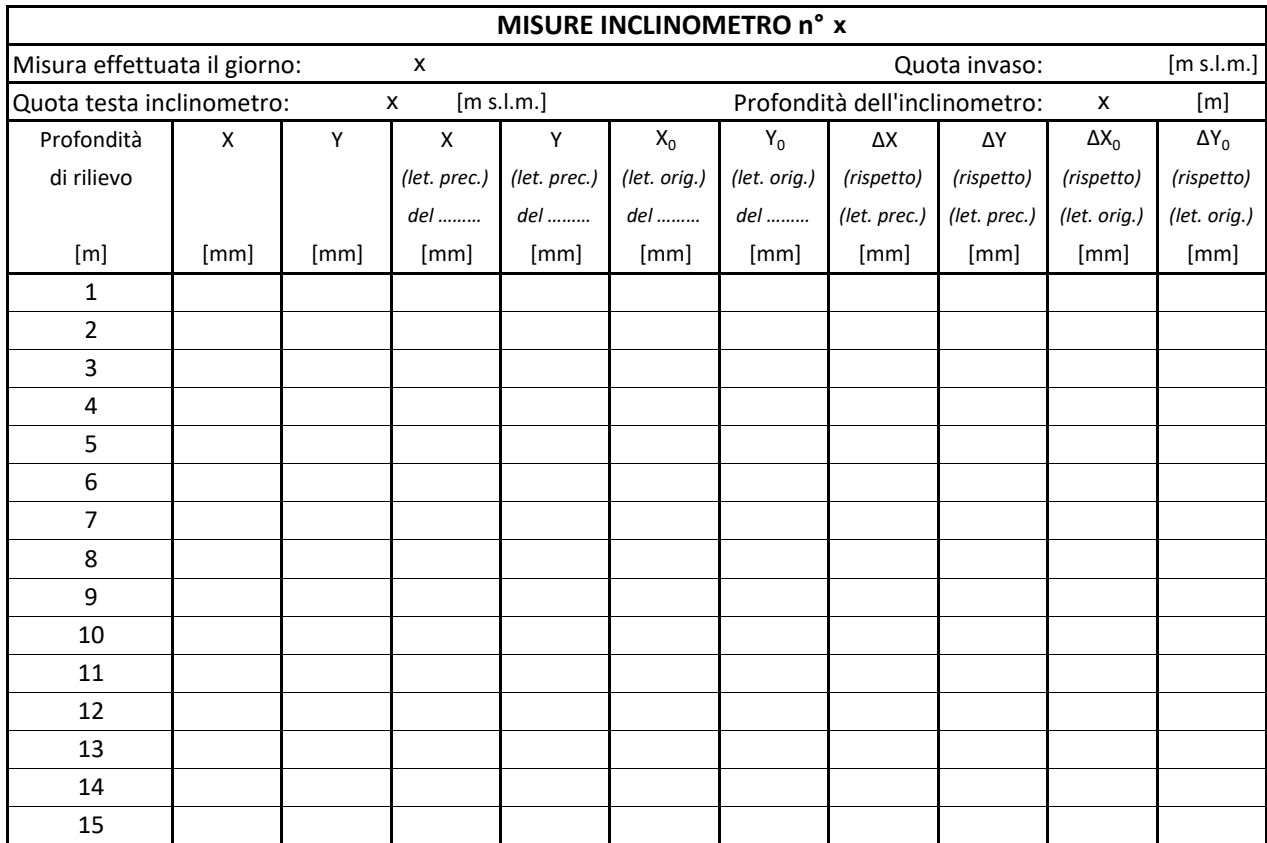 MISURE INCLINOMETRO n° x
Misura effettuata il giorno: x Quota invaso: [m s.l.m.]
Quota testa inclinometro: x [m s.l.m.] Profondità dell'inclinometro: x [m]
Profondità X Y X Y X₀ Y₀ ΔX ΔY ΔX₀ ΔY₀
di rilievo (let. prec.) (let. prec.) (let. orig.) (let. orig.) (rispetto) (rispetto) (rispetto) (rispetto)
del ......... del ......... del ......... del ......... (let. prec.) (let. prec.) (let. orig.) (let. orig.)
[m] [mm] [mm] [mm] [mm] [mm] [mm] [mm] [mm] [mm] [mm]
1
2
3
4
5
6
7
8
9
10
11
12
13
14
15